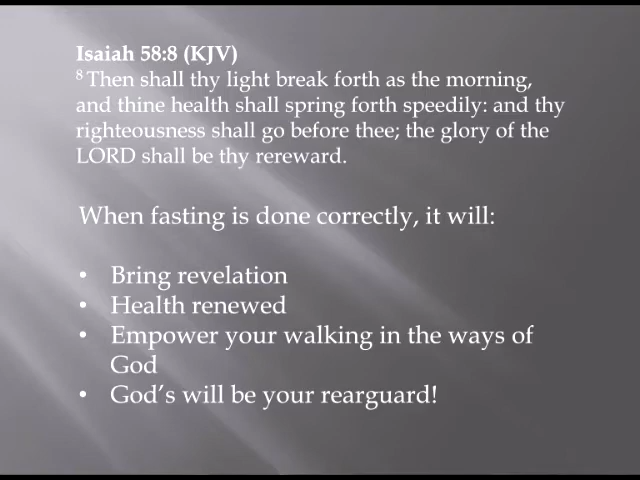 Isaiah 58:8 (KJV)
8 Then shall thy light break forth as the morning,
and thine health shall spring forth speedily: and thy
righteousness shall go before thee; the glory of the
LORD shall be thy rereward.
When fasting is done correctly, it will:
• Bring revelation
• Health renewed
• Empower your walking in the ways of
God
• God’s will be your rearguard!